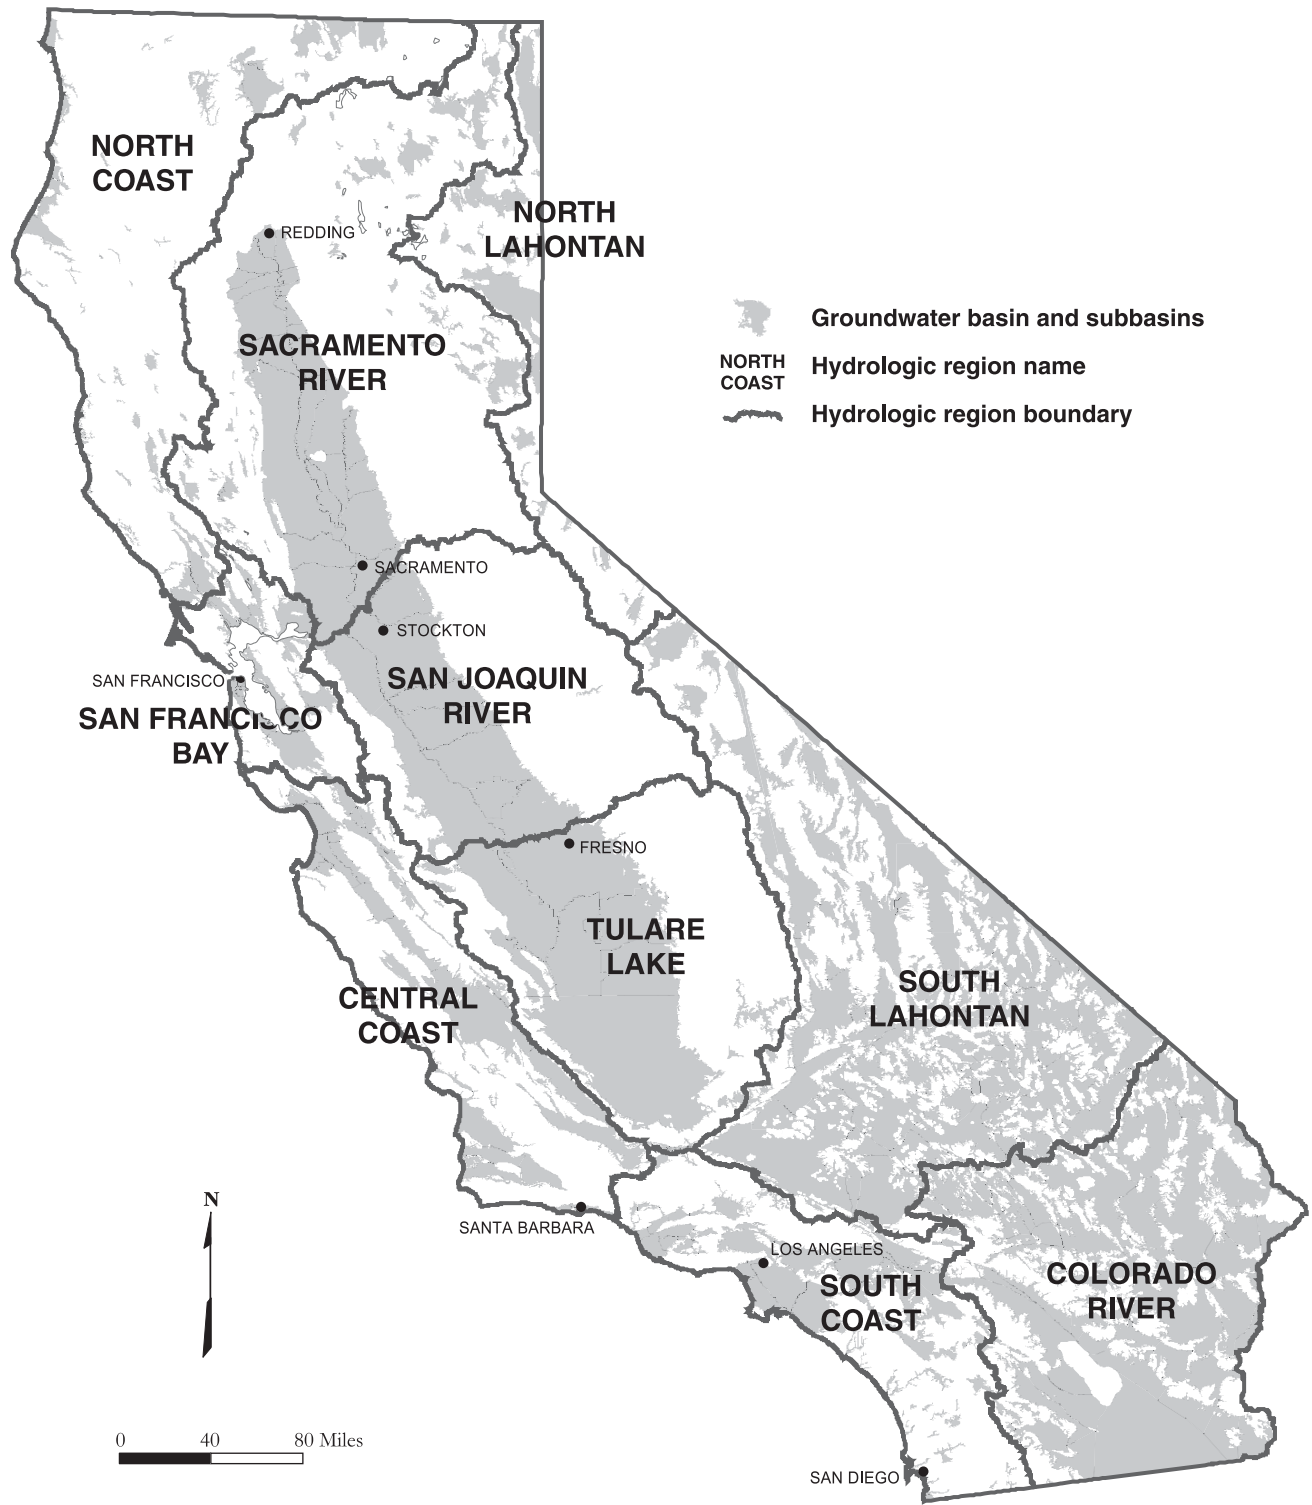 NORTH
COAST
NORTH
LAHONTAN
REDDING
Groundwater basin and subbasins
SACRAMENTO
RIVER
NORTH
COAST
Hydrologic region name
Hydrologic region boundary
SACRAMENTO
STOCKTON
SAN FRANCISCO
SAN JOAQUIN
RIVER
SAN FRANCISCO
BAY
FRESNO
TULARE
LAKE
CENTRAL
COAST
SOUTH
LAHONTAN
N
SANTA BARBARA
LOS ANGELES
SOUTH
COAST
COLORADO
RIVER
0 40 80 Miles
SAN DIEGO